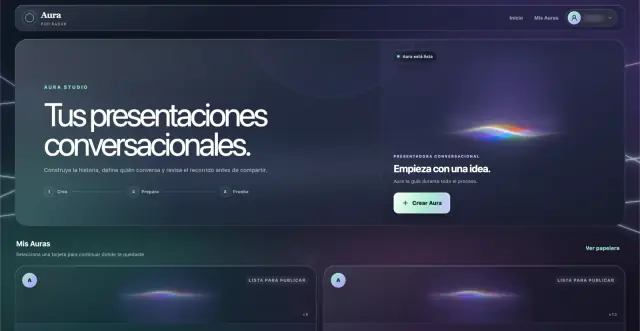 Aura
Inicio
Mis Auras
Aura está lista
AURA STUDIO
Tus presentaciones
conversacionales.
Construye la historia, define quién conversa y revisa el recorrido antes de compartir.
1 Crea
2 Prepara
3 Prueba
PRESENTADORA CONVERSACIONAL
Empieza con una idea.
Aura te guía durante todo el proceso.
+ Crear Aura
Mis Auras
Selecciona una tarjeta para continuar donde la quedaste
Ver papelera
A
LISTA PARA PUBLICAR
A
LISTA PARA PUBLICAR